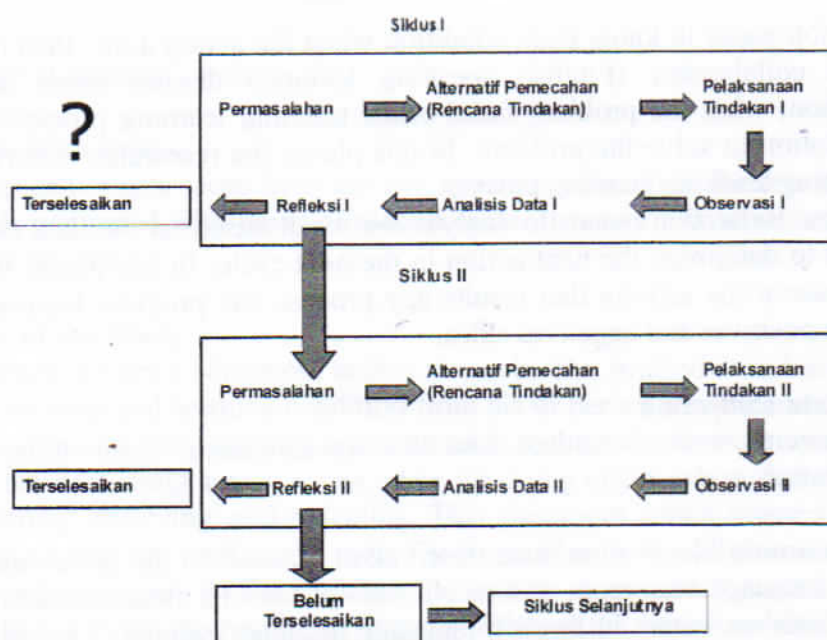 Siklus I
?
Permasalahan
Alternatif Pemecahan
(Rencana Tindakan)
Pelaksanaan
Tindakan I
Terselesaikan
Refleksi I
Analisis Data I
Observasi I
Siklus II
Permasalahan
Alternatif Pemecahan
(Rencana Tindakan)
Pelaksanaan
Tindakan II
Terselesaikan
Refleksi II
Analisis Data II
Observasi II
Belum
Terselesaikan
Siklus Selanjutnya